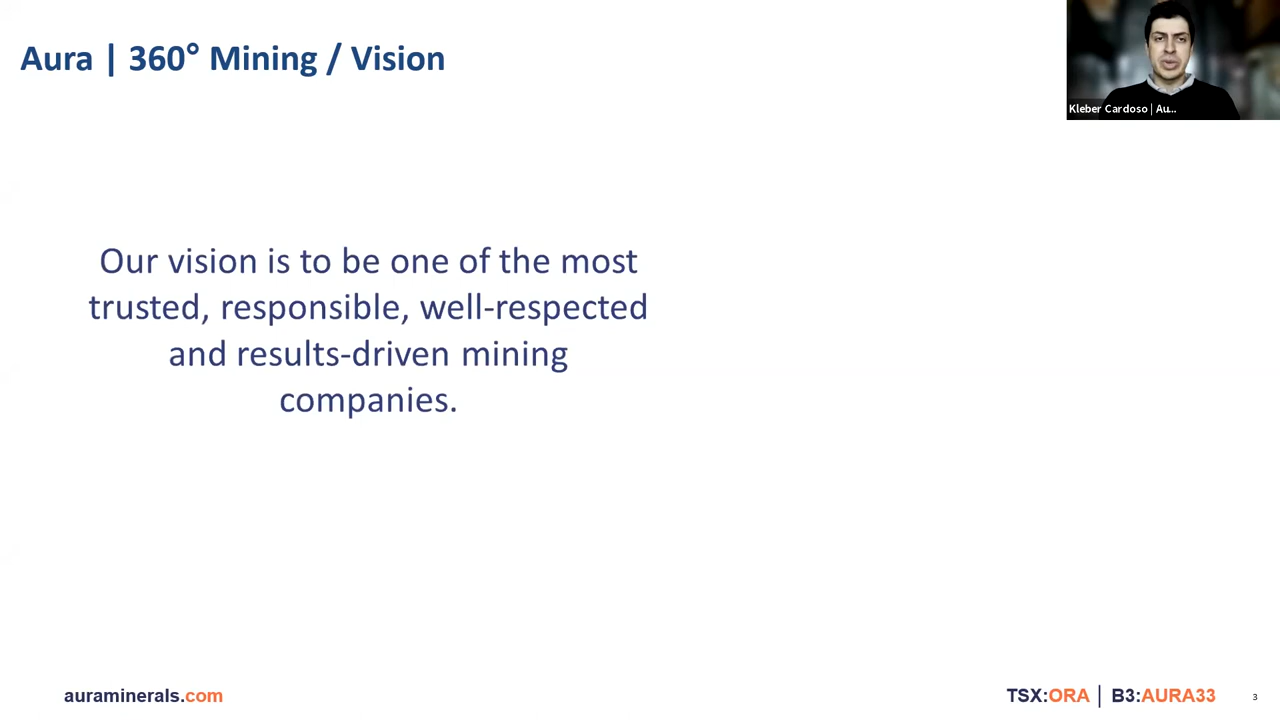 Aura | 360° Mining / Vision
Kleber Cardoso | Au...
Our vision is to be one of the most
trusted, responsible, well-respected
and results-driven mining
companies.
auraminerals.com
TSX:ORA | B3:AURA33
3